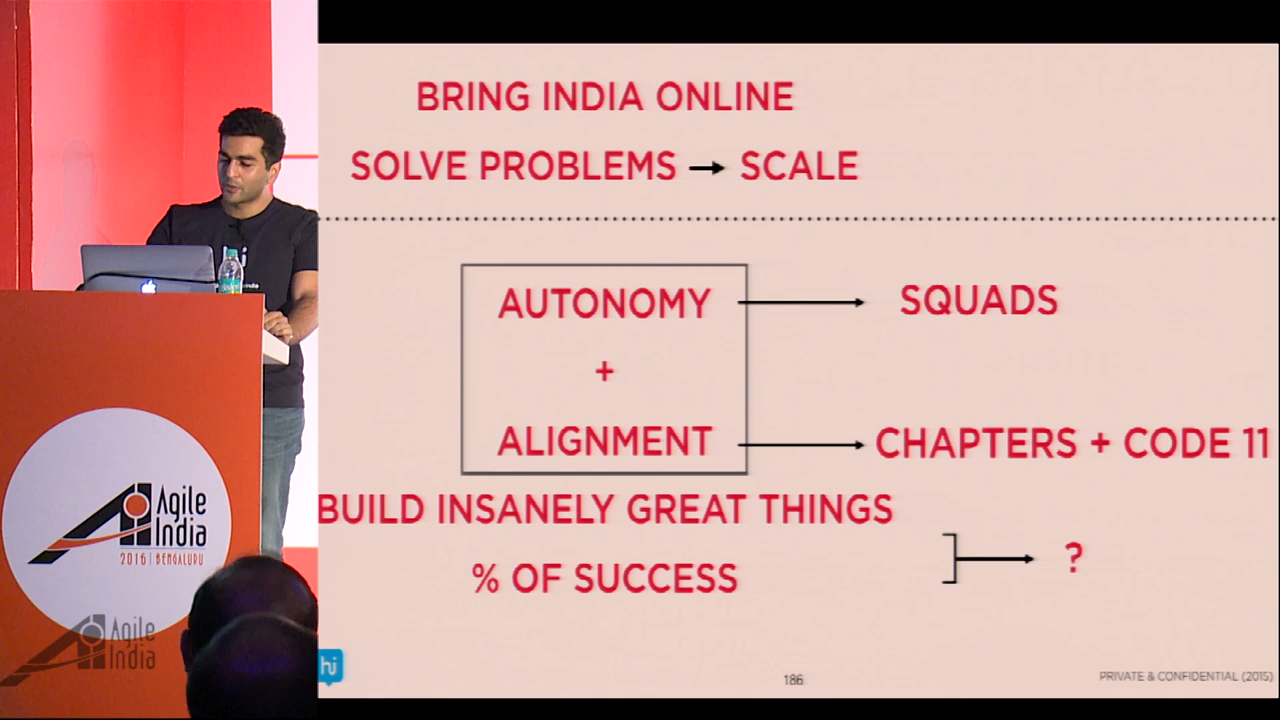 BRING INDIA ONLINE
SOLVE PROBLEMS → SCALE
AUTONOMY → SQUADS
+
ALIGNMENT → CHAPTERS + CODE 11
BUILD INSANELY GREAT THINGS
% OF SUCCESS
?
hi
186
PRIVATE & CONFIDENTIAL (2015)
hi
Agile
India
2016 | BENGALURU
Agile
India